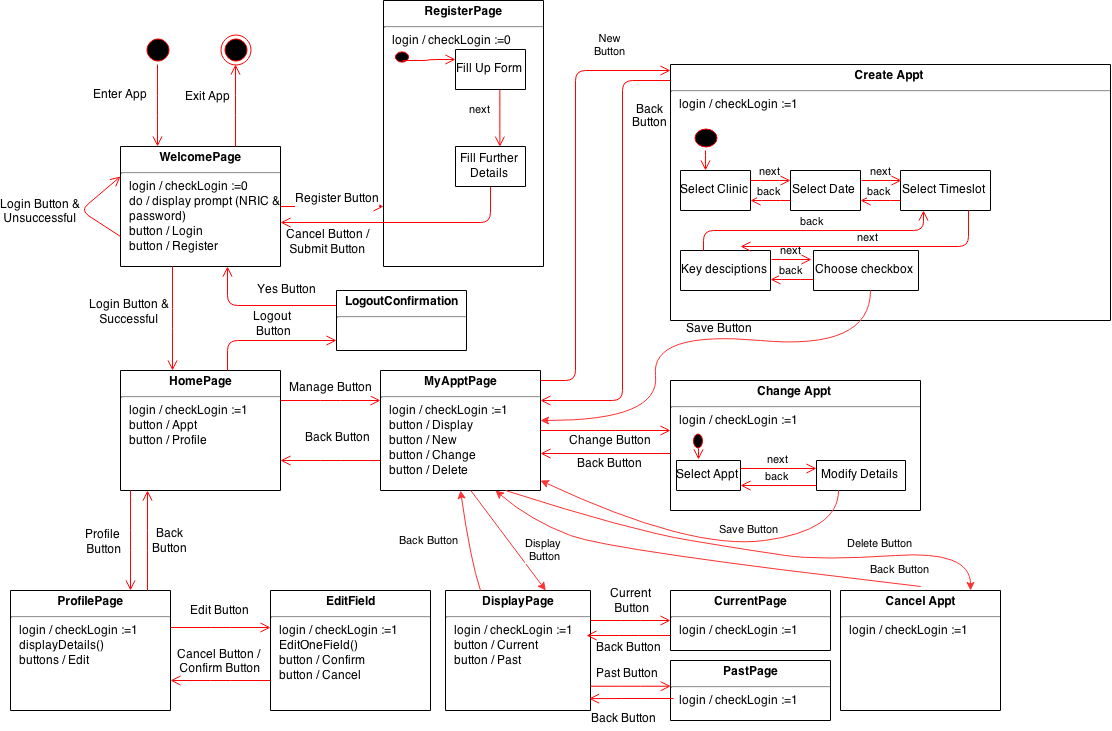 RegisterPage
login / checkLogin :=0
Fill Up Form
next
Fill Further
Details
Enter App
Exit App
New
Button
Create Appt
login / checkLogin :=1
Back
Button
Select Clinic
next
back
Select Date
next
back
Select Timeslot
back
next
Key desciptions
next
back
Choose checkbox
Save Button
WelcomePage
login / checkLogin :=0
do / display prompt (NRIC &
password)
button / Login
button / Register
Login Button &
Unsuccessful
Register Button
Cancel Button /
Submit Button
Login Button &
Successful
Yes Button
Logout
Button
LogoutConfirmation
HomePage
login / checkLogin :=1
button / Appt
button / Profile
Manage Button
Back Button
MyApptPage
login / checkLogin :=1
button / Display
button / New
button / Change
button / Delete
Change Button
Back Button
Change Appt
login / checkLogin :=1
Select Appt
next
back
Modify Details
Save Button
Profile
Button
Back
Button
Back Button
Display
Button
Delete Button
Back Button
ProfilePage
login / checkLogin :=1
displayDetails()
buttons / Edit
Edit Button
Cancel Button /
Confirm Button
EditField
login / checkLogin :=1
EditOneField()
button / Confirm
button / Cancel
DisplayPage
login / checkLogin :=1
button / Current
button / Past
Current
Button
Back Button
Past Button
Back Button
CurrentPage
login / checkLogin :=1
PastPage
login / checkLogin :=1
Cancel Appt
login / checkLogin :=1